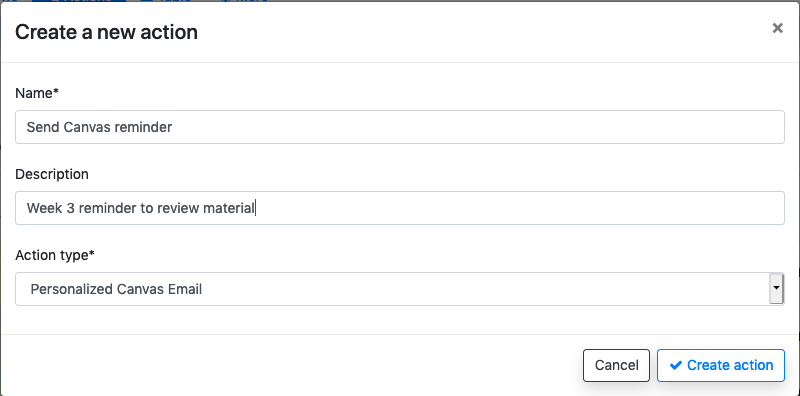 Create a new action ×
Name*
Send Canvas reminder
Description
Week 3 reminder to review material
Action type*
Personalized Canvas Email
Cancel ✔ Create action